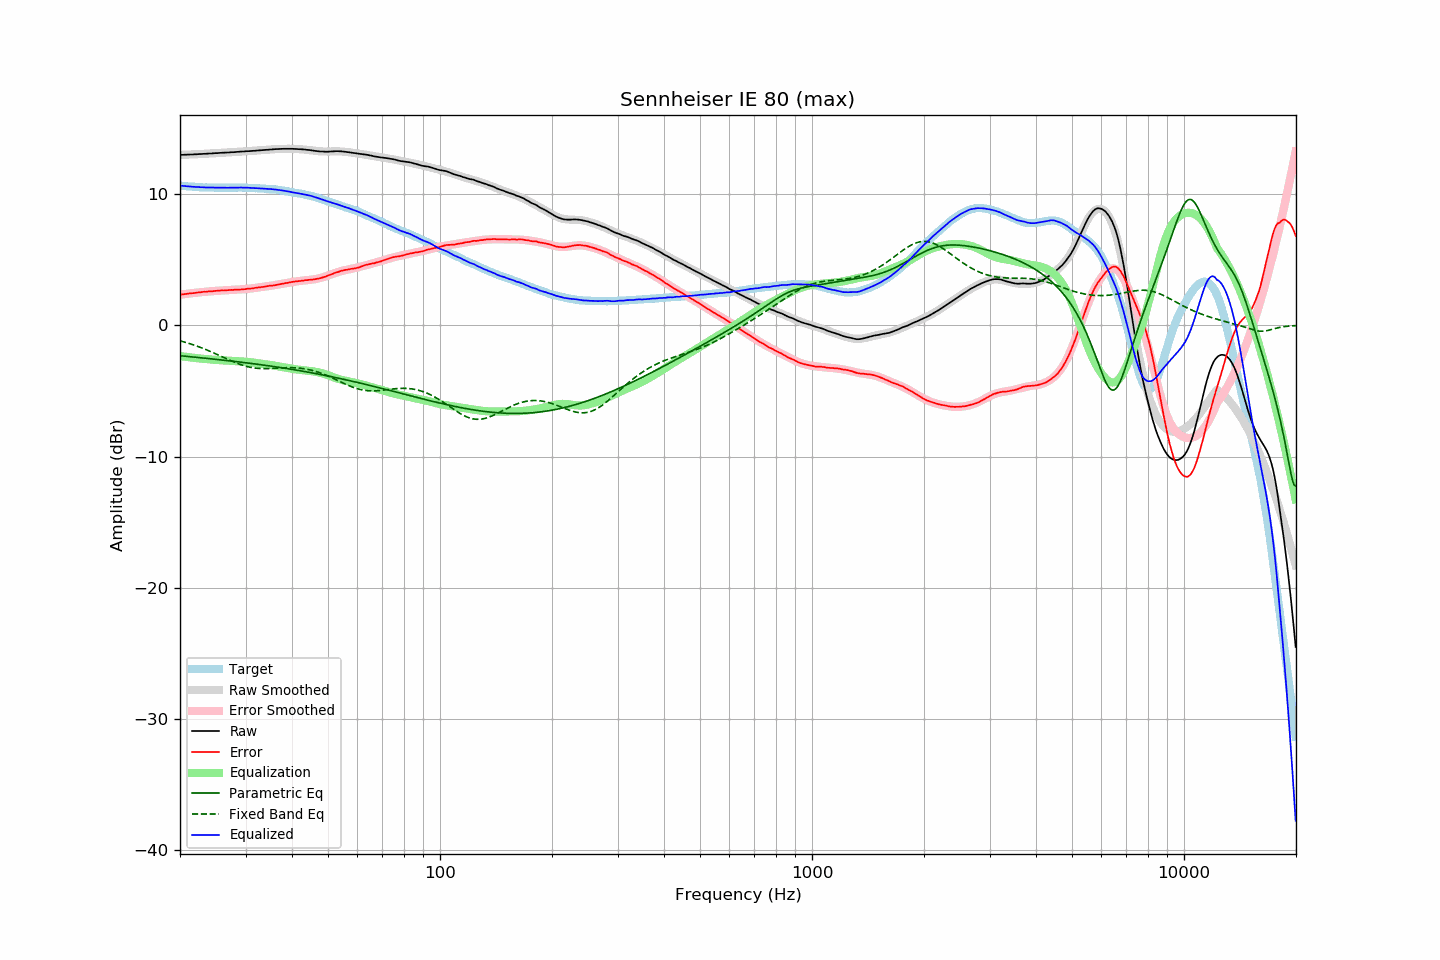 Sennheiser IE 80 (max)
10
0
−10
−20
−30
−40
Amplitude (dBr)
Target
Raw Smoothed
Error Smoothed
Raw
Error
Equalization
Parametric Eq
Fixed Band Eq
Equalized
100
1000
10000
Frequency (Hz)